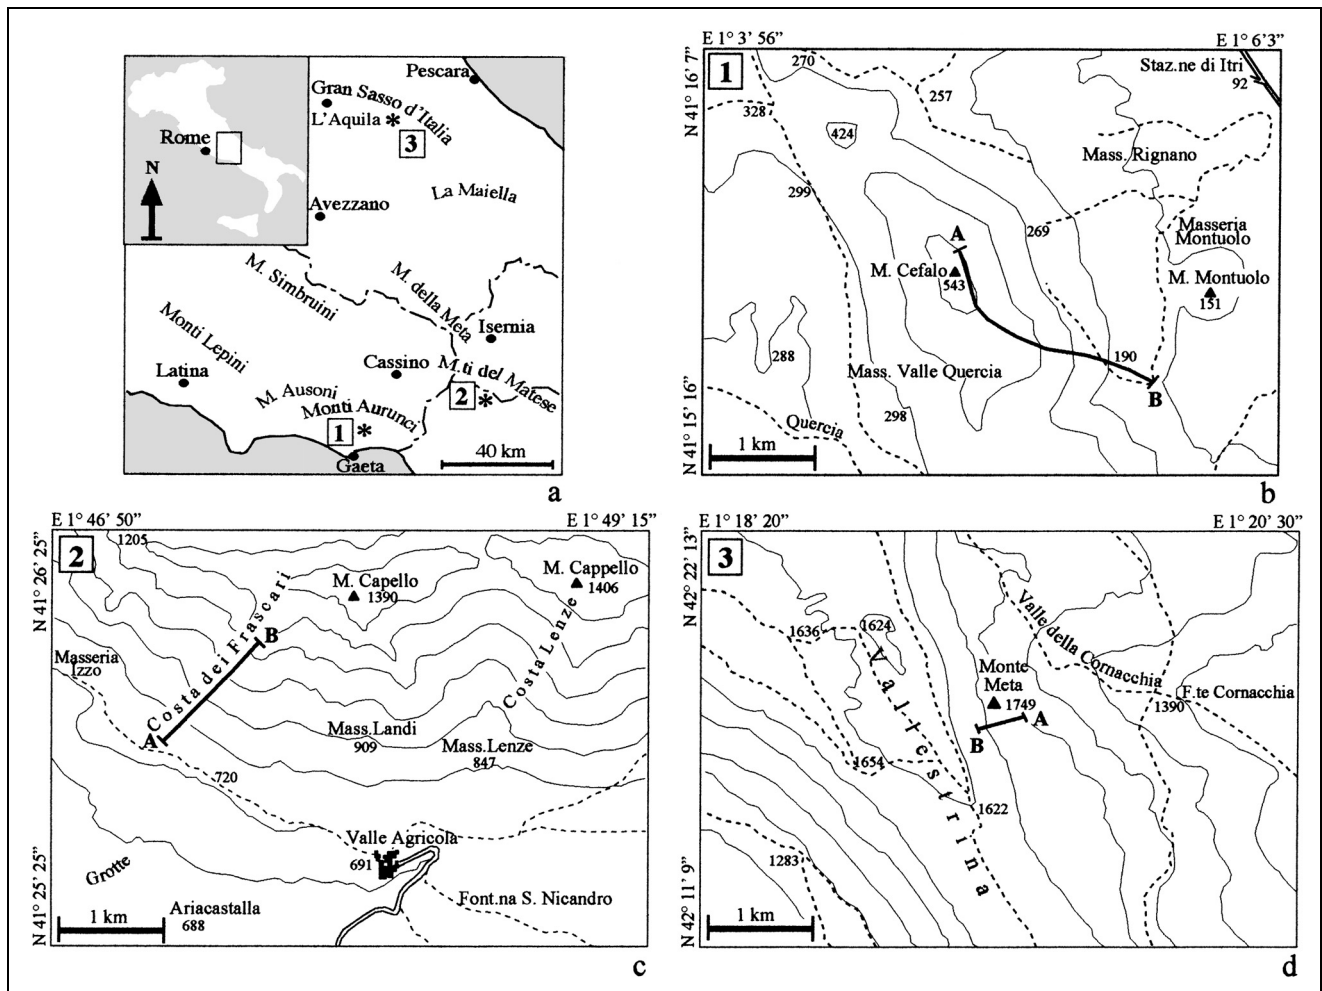 Pescara
Gran Sasso d'Italia
L'Aquila *
3
Rome
N
La Maiella
Avezzano
M. Simbruini
M. della Meta
Monti Lepini
Isernia
Cassino
M.ti del Matese
Latina
2 *
M. Ausoni
Monti Aurunci
1 *
Gaeta
40 km
a
E 1° 3' 56”
E 1° 6'3”
N 41° 16' 7”
1
270
Staz.ne di Itri
92
257
328
424
Mass. Rignano
299
269
A
Masseria
Montuolo
M. Cefalo
543
M. Montuolo
151
288
190
Mass. Valle Quercia
B
298
Quercia
N 41° 15' 16”
1 km
b
E 1° 46' 50”
E 1° 49' 15”
N 41° 26' 25”
2
1205
M. Capello
1390
M. Cappello
1406
Costa dei Frascari
B
Masseria
Izzo
Costa Lenze
A
Mass.Landi
909
Mass.Lenze
847
720
Valle Agricola
691
Grotte
Font.na S. Nicandro
Ariacastalla
688
N 41° 25' 25”
1 km
c
E 1° 18' 20”
E 1° 20' 30”
N 42° 22' 13”
3
1636
1624
Valle della Cornacchia
Monte
Meta
1749
F.te Cornacchia
1390
A
B
Vallestrina
1654
1622
1283
N 42° 11' 9”
1 km
d